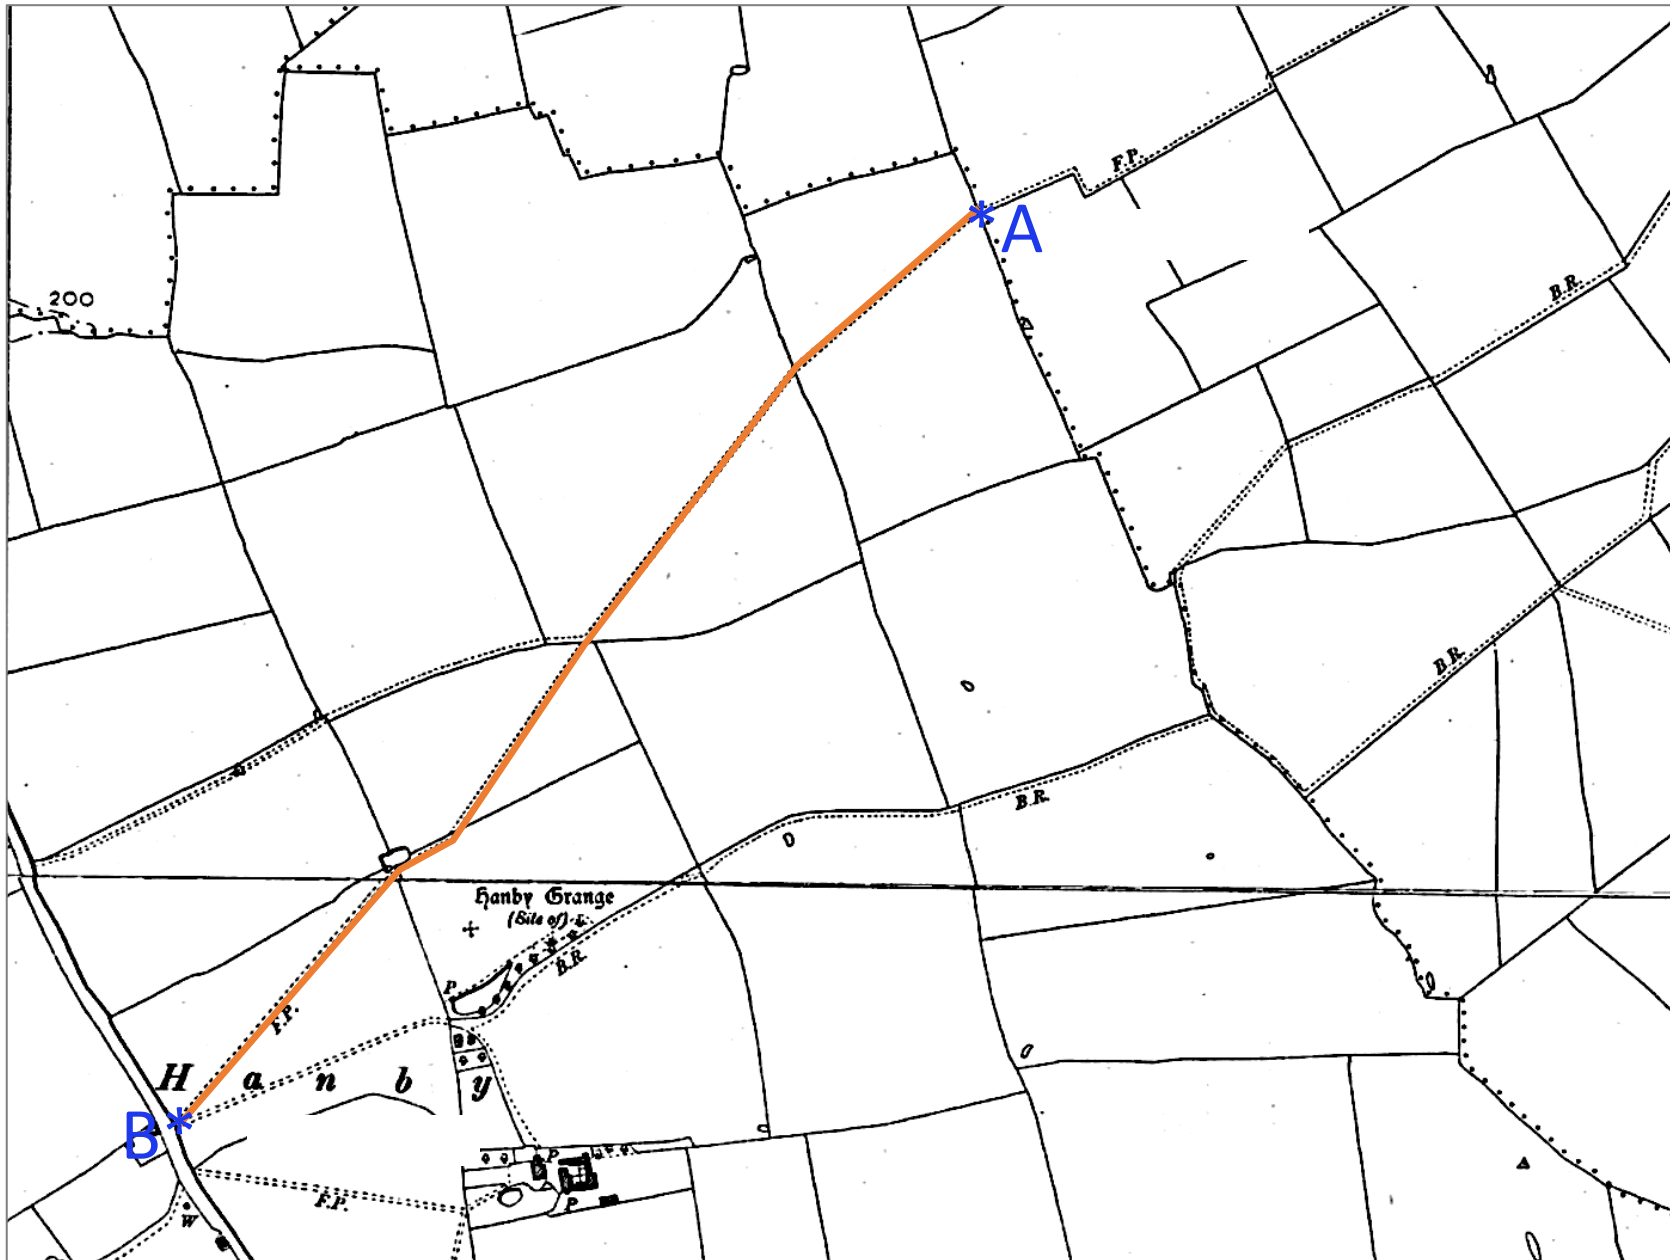 F.P.
A
B.R.
200
B.R.
B.R.
Hanby Grange
(Site of)
B.R.
P
F.P.
H a n b y
B
P
F.P.
P
W